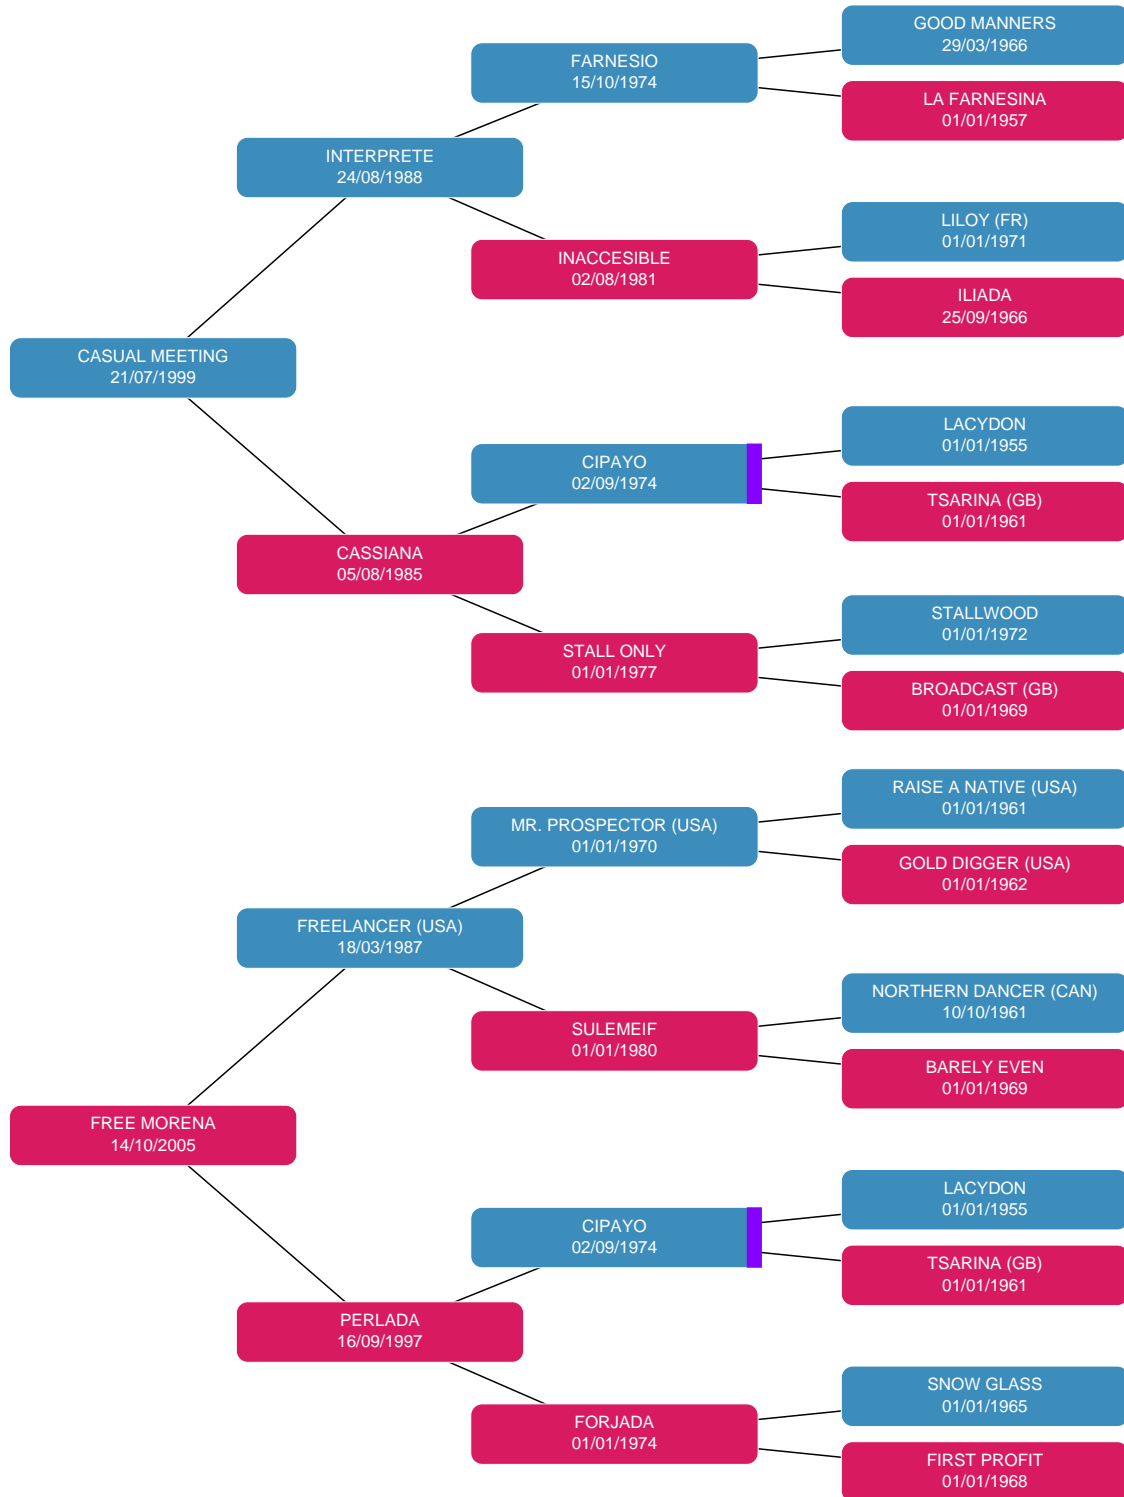 GOOD MANNERS
29/03/1966
FARNESIO
15/10/1974
LA FARNESINA
01/01/1957
INTERPRETE
24/08/1988
LILOY (FR)
01/01/1971
INACCESIBLE
02/08/1981
ILIADA
25/09/1966
CASUAL MEETING
21/07/1999
LACYDON
01/01/1955
CIPAYO
02/09/1974
TSARINA (GB)
01/01/1961
CASSIANA
05/08/1985
STALLWOOD
01/01/1972
STALL ONLY
01/01/1977
BROADCAST (GB)
01/01/1969
RAISE A NATIVE (USA)
01/01/1961
MR. PROSPECTOR (USA)
01/01/1970
GOLD DIGGER (USA)
01/01/1962
FREELANCER (USA)
18/03/1987
NORTHERN DANCER (CAN)
10/10/1961
SULEMEIF
01/01/1980
BARELY EVEN
01/01/1969
FREE MORENA
14/10/2005
LACYDON
01/01/1955
CIPAYO
02/09/1974
TSARINA (GB)
01/01/1961
PERLADA
16/09/1997
SNOW GLASS
01/01/1965
FORJADA
01/01/1974
FIRST PROFIT
01/01/1968